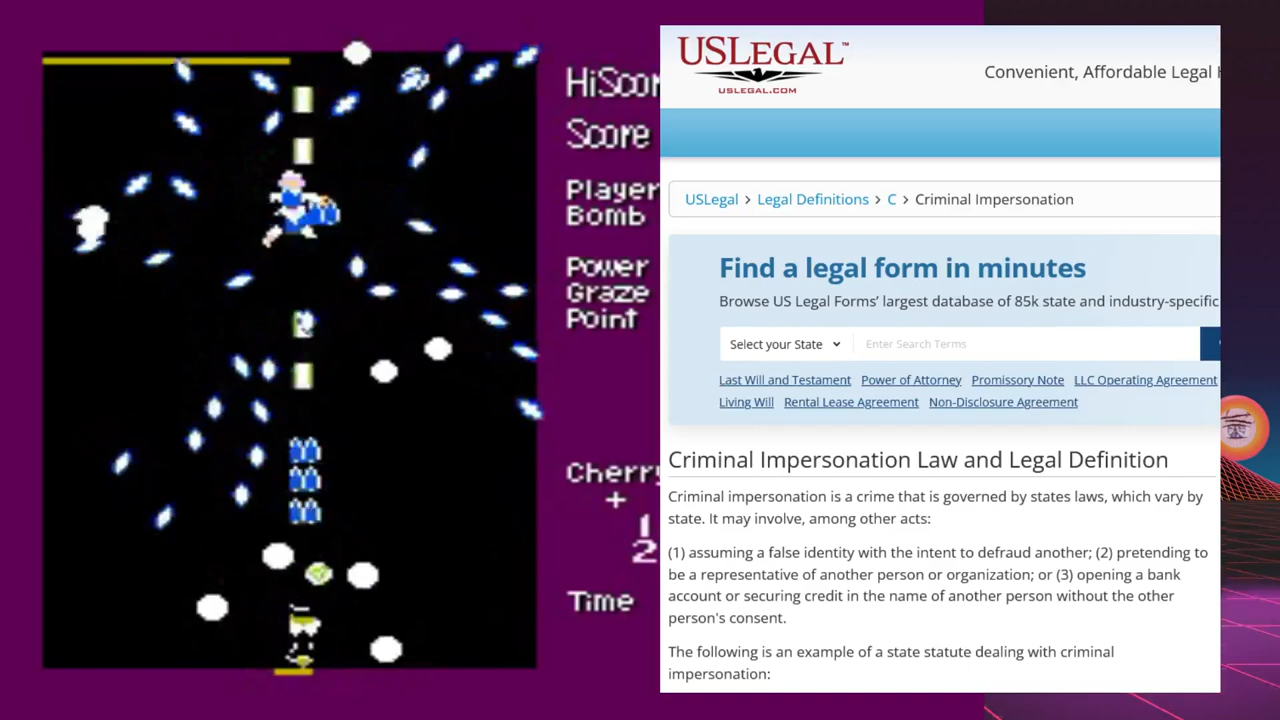 HiScor
Score
Player
Bomb
Power
Graze
Point
Cherry
+
1
2
Time
USLEGAL™
USLEGAL.COM
Convenient, Affordable Legal
USLegal > Legal Definitions > C > Criminal Impersonation
Find a legal form in minutes
Browse US Legal Forms’ largest database of 85k state and industry-specific
Select your State
Enter Search Terms
Last Will and Testament Power of Attorney Promissory Note LLC Operating Agreement
Living Will Rental Lease Agreement Non-Disclosure Agreement
Criminal Impersonation Law and Legal Definition
Criminal impersonation is a crime that is governed by states laws, which vary by
state. It may involve, among other acts:
(1) assuming a false identity with the intent to defraud another; (2) pretending to
be a representative of another person or organization; or (3) opening a bank
account or securing credit in the name of another person without the other
person's consent.
The following is an example of a state statute dealing with criminal
impersonation: